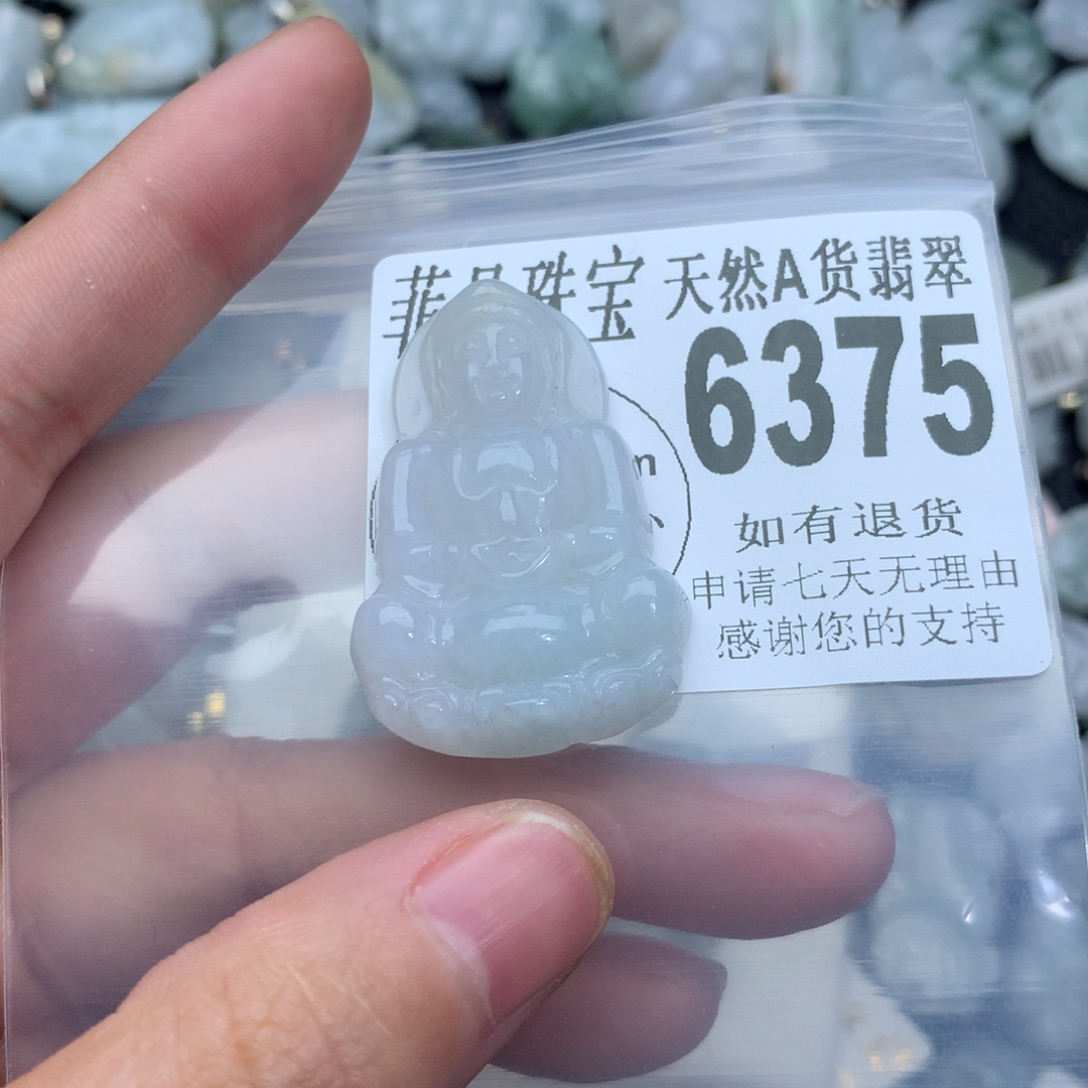 菲品珠宝 天然A货翡翠
6375
如有退货
申请七天无理由
感谢您的支持